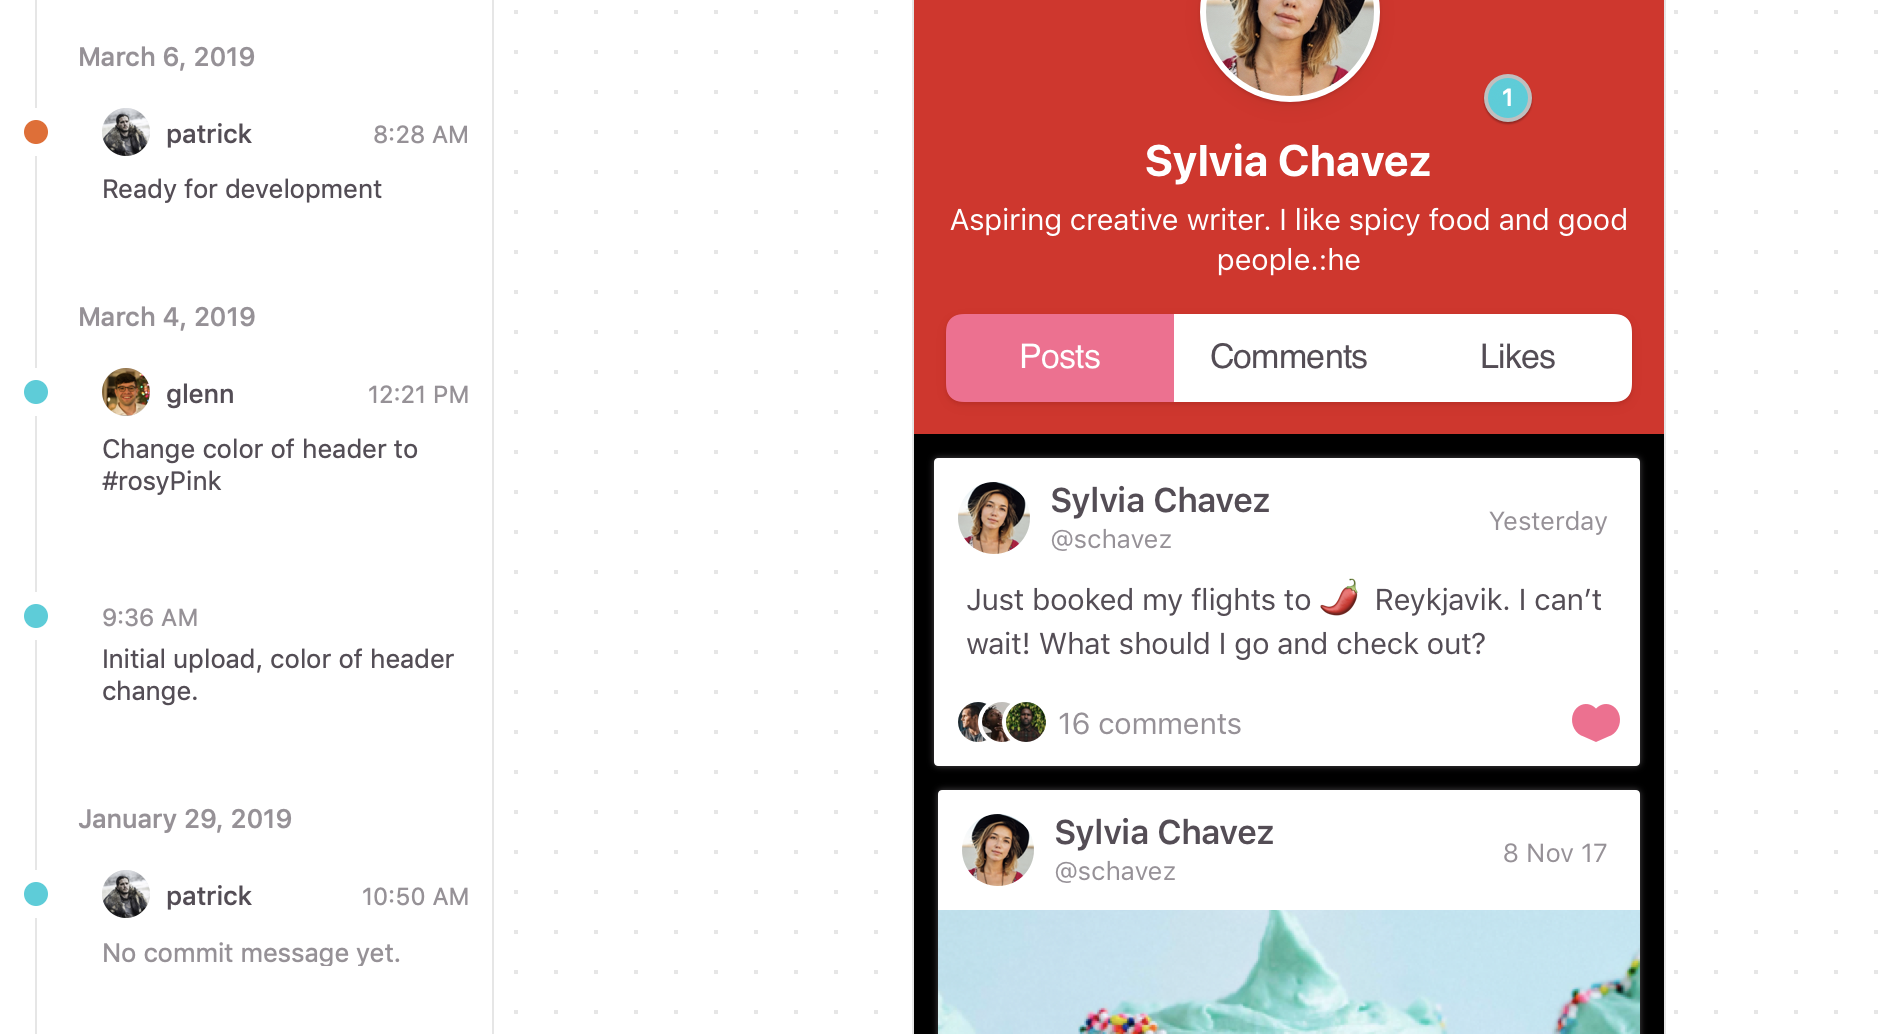 March 6, 2019
patrick 8:28 AM
Ready for development
March 4, 2019
glenn 12:21 PM
Change color of header to
#rosyPink
9:36 AM
Initial upload, color of header
change.
January 29, 2019
patrick 10:50 AM
No commit message yet.
1
Sylvia Chavez
Aspiring creative writer. I like spicy food and good
people.:he
Posts Comments Likes
Sylvia Chavez
@schavez
Yesterday
Just booked my flights to 🌶️ Reykjavik. I can’t
wait! What should I go and check out?
16 comments
Sylvia Chavez
@schavez
8 Nov 17